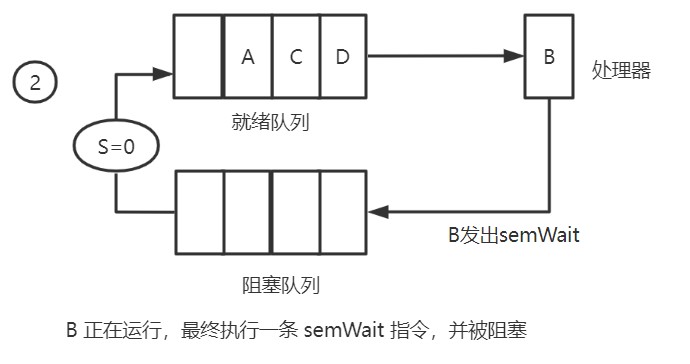 2
A C D
B
处理器
就绪队列
S=0
B发出semWait
阻塞队列
B 正在运行，最终执行一条 semWait 指令，并被阻塞